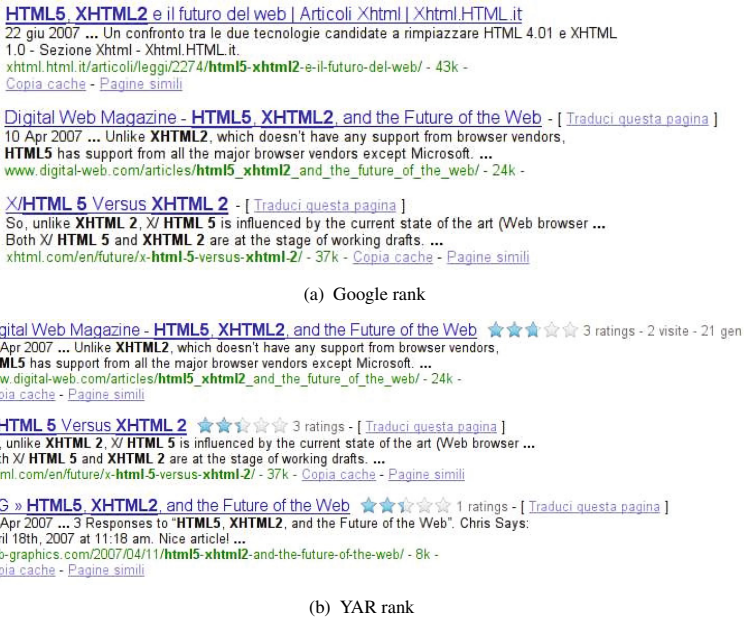 HTML5, XHTML2 e il futuro del web | Articoli Xhtml | Xhtml.HTML.it
22 giu 2007 ... Un confronto tra le due tecnologie candidate a rimpiazzare HTML 4.01 e XHTML
1.0 - Sezione Xhtml - Xhtml.HTML.it.
xhtml.html.it/articoli/leggi/2274/html5-xhtml2-e-il-futuro-del-web/ - 43k -
Copia cache - Pagine simili
Digital Web Magazine - HTML5, XHTML2, and the Future of the Web - [ Traduci questa pagina ]
10 Apr 2007 ... Unlike XHTML2, which doesn't have any support from browser vendors,
HTML5 has support from all the major browser vendors except Microsoft. ...
www.digital-web.com/articles/html5_xhtml2_and_the_future_of_the_web/ - 24k -
X/HTML 5 Versus XHTML 2 - [ Traduci questa pagina ]
So, unlike XHTML 2, X/ HTML 5 is influenced by the current state of the art (Web browser ...
Both X/ HTML 5 and XHTML 2 are at the stage of working drafts. ...
xhtml.com/en/future/x-html-5-versus-xhtml-2/ - 37k - Copia cache - Pagine simili
(a) Google rank
gital Web Magazine - HTML5, XHTML2, and the Future of the Web 3 ratings - 2 visite - 21 gen
Apr 2007 ... Unlike XHTML2, which doesn't have any support from browser vendors,
ML5 has support from all the major browser vendors except Microsoft. ...
w.digital-web.com/articles/html5_xhtml2_and_the_future_of_the_web/ - 24k -
pia cache - Pagine simili
HTML 5 Versus XHTML 2 3 ratings - [ Traduci questa pagina ]
, unlike XHTML 2, X/ HTML 5 is influenced by the current state of the art (Web browser ...
th X/ HTML 5 and XHTML 2 are at the stage of working drafts. ...
ml.com/en/future/x-html-5-versus-xhtml-2/ - 37k - Copia cache - Pagine simili
G » HTML5, XHTML2, and the Future of the Web 1 ratings - [ Traduci questa pagina ]
Apr 2007 ... 3 Responses to “HTML5, XHTML2, and the Future of the Web”. Chris Says:
ril 18th, 2007 at 11:18 am. Nice article! ...
b-graphics.com/2007/04/11/html5-xhtml2-and-the-future-of-the-web/ - 8k -
pia cache - Pagine simili
(b) YAR rank